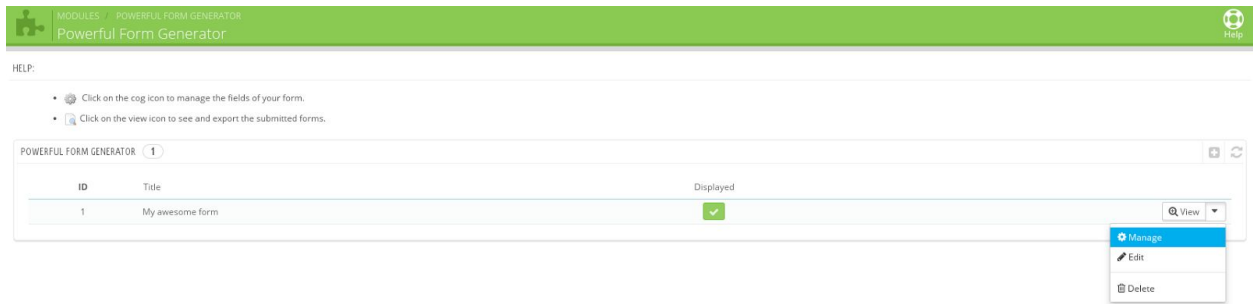 MODULES / POWERFUL FORM GENERATOR
Powerful Form Generator
Help
HELP:
• Click on the cog icon to manage the fields of your form.
• Click on the view icon to see and export the submitted forms.
POWERFUL FORM GENERATOR 1
ID Title Displayed
1 My awesome form View
Manage
Edit
Delete